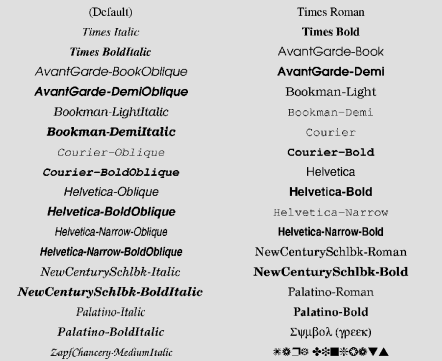 (Default) Times Roman
Times Italic Times Bold
Times BoldItalic AvantGarde-Book
AvantGarde-BookOblique AvantGarde-Demi
AvantGarde-DemiOblique Bookman-Light
Bookman-LightItalic Bookman-Demi
Bookman-DemiItalic Courier
Courier-Oblique Courier-Bold
Courier-BoldOblique Helvetica
Helvetica-Oblique Helvetica-Bold
Helvetica-BoldOblique Helvetica-Narrow
Helvetica-Narrow-Oblique Helvetica-Narrow-Bold
Helvetica-Narrow-BoldOblique NewCenturySchlbk-Roman
NewCenturySchlbk-Italic NewCenturySchlbk-Bold
NewCenturySchlbk-BoldItalic Palatino-Roman
Palatino-Italic Palatino-Bold
Palatino-BoldItalic Σψμβολ (γρεεκ)
ZapfChancery-MediumItalic